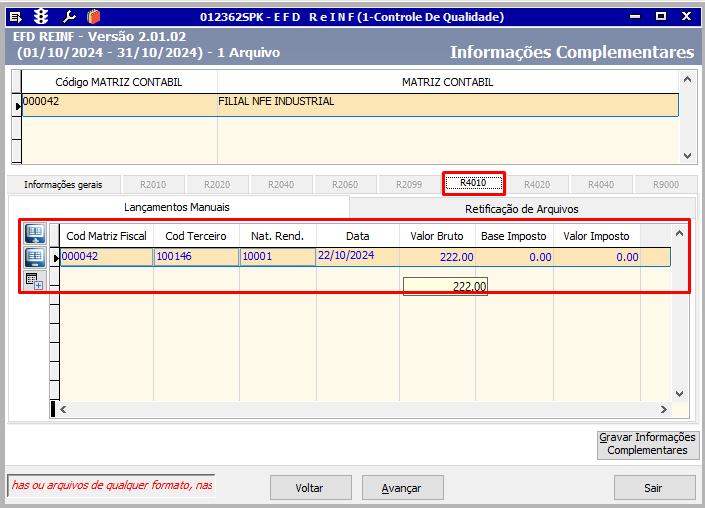 012362SPK - E F D R e I N F (1-Controle De Qualidade)
EFD REINF - Versão 2.01.02
(01/10/2024 - 31/10/2024) - 1 Arquivo
Informações Complementares
Código MATRIZ CONTABIL MATRIZ CONTABIL
000042 FILIAL NFE INDUSTRIAL
Informações gerais R2010 R2020 R2040 R2060 R2099 R4010 R4020 R4040 R9000
Lançamentos Manuais Retificação de Arquivos
Cod Matriz Fiscal Cod Terceiro Nat. Rend. Data Valor Bruto Base Imposto Valor Imposto
000042 100146 10001 22/10/2024 222.00 0.00 0.00
222.00
Gravar Informações
Complementares
has ou arquivos de qualquer formato, nas
Voltar Avançar Sair